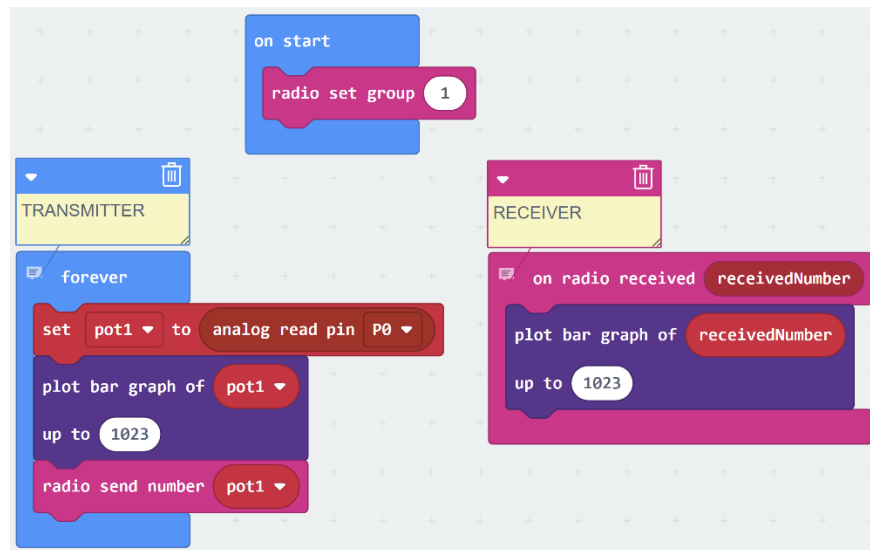 on start
radio set group 1
TRANSMITTER
forever
set pot1 to analog read pin P0
plot bar graph of pot1
up to 1023
radio send number pot1
RECEIVER
on radio received receivedNumber
plot bar graph of receivedNumber
up to 1023